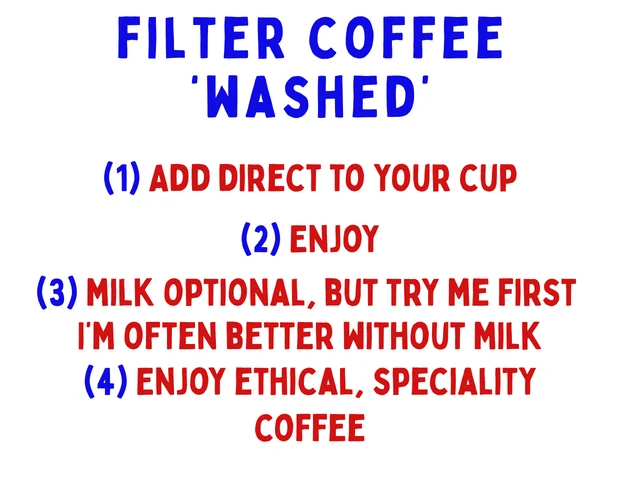 FILTER COFFEE
'WASHED'
(1) ADD DIRECT TO YOUR CUP
(2) ENJOY
(3) MILK OPTIONAL, BUT TRY ME FIRST
I'M OFTEN BETTER WITHOUT MILK
(4) ENJOY ETHICAL, SPECIALITY
COFFEE